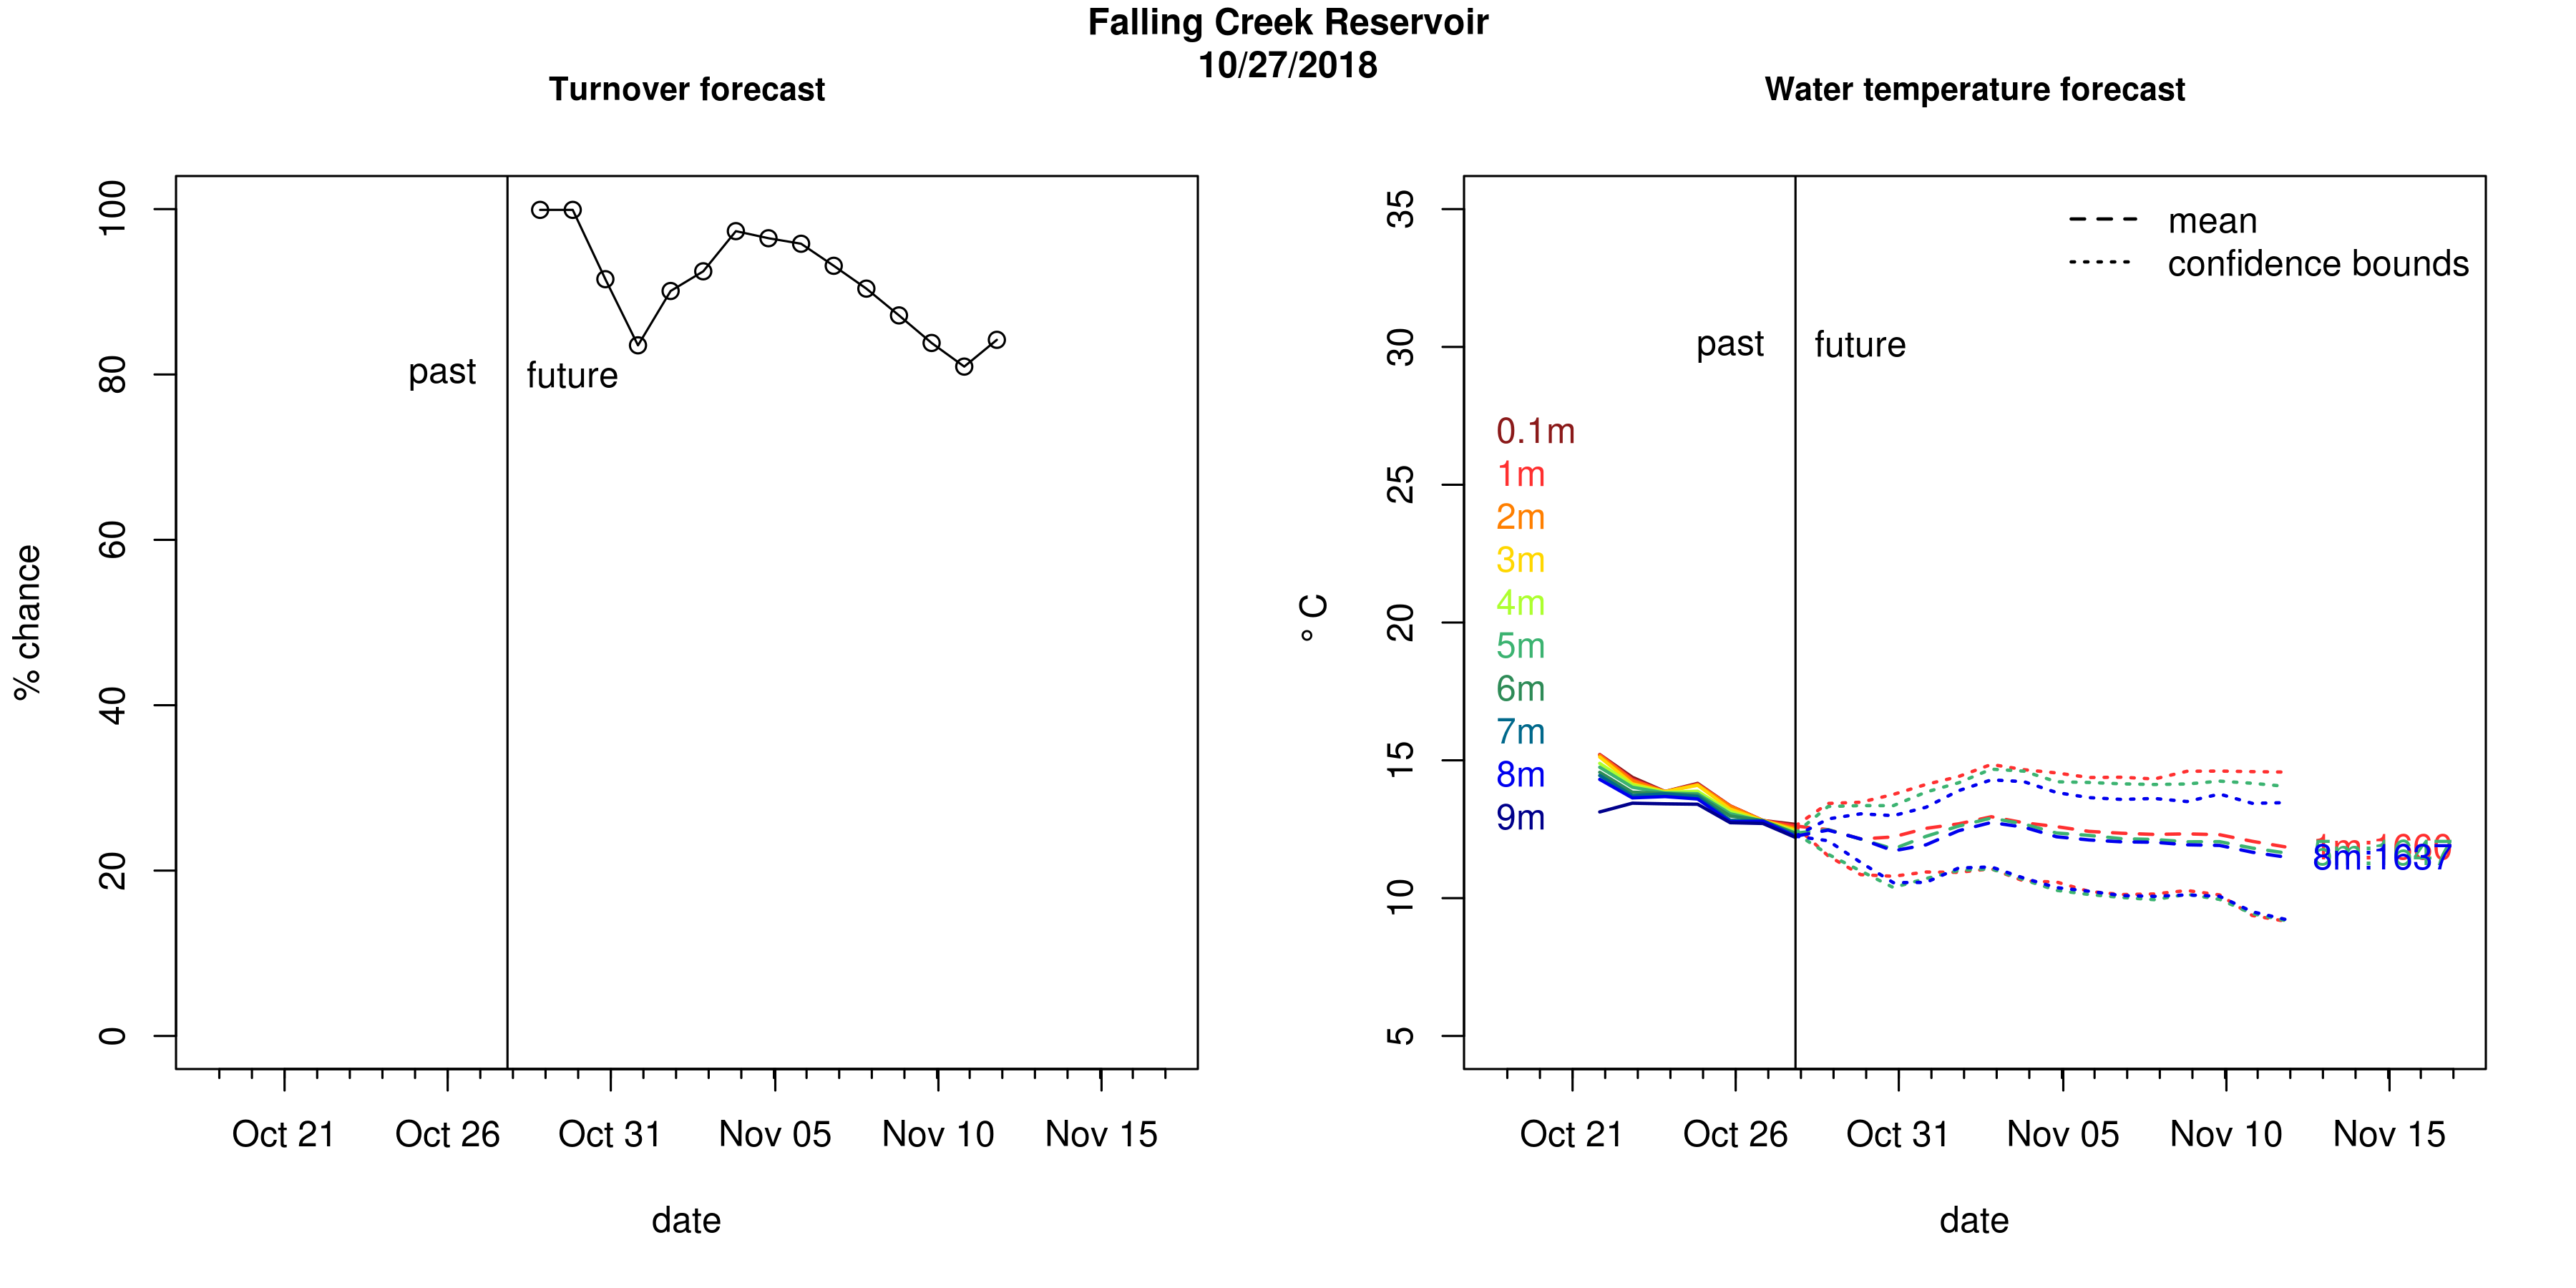 Falling Creek Reservoir
10/27/2018
Turnover forecast
% chance
100
80
60
40
20
0
past
future
Oct 21
Oct 26
Oct 31
Nov 05
Nov 10
Nov 15
date
Water temperature forecast
° C
35
30
25
20
15
10
5
mean
confidence bounds
past
future
0.1m
1m
2m
3m
4m
5m
6m
7m
8m
9m
8m:1637
Oct 21
Oct 26
Oct 31
Nov 05
Nov 10
Nov 15
date